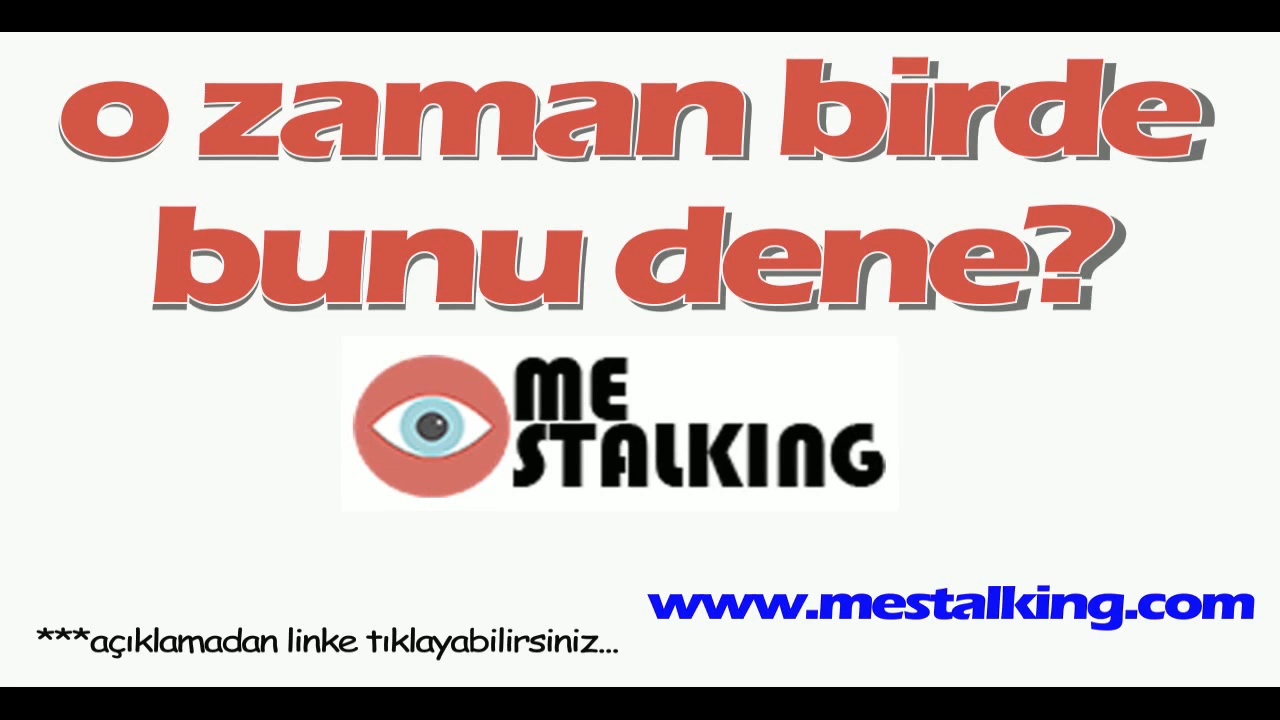 o zaman birde
bunu dene?
ME
STALKING
www.mestalking.com
***açıklamadan linke tıklayabilirsiniz...